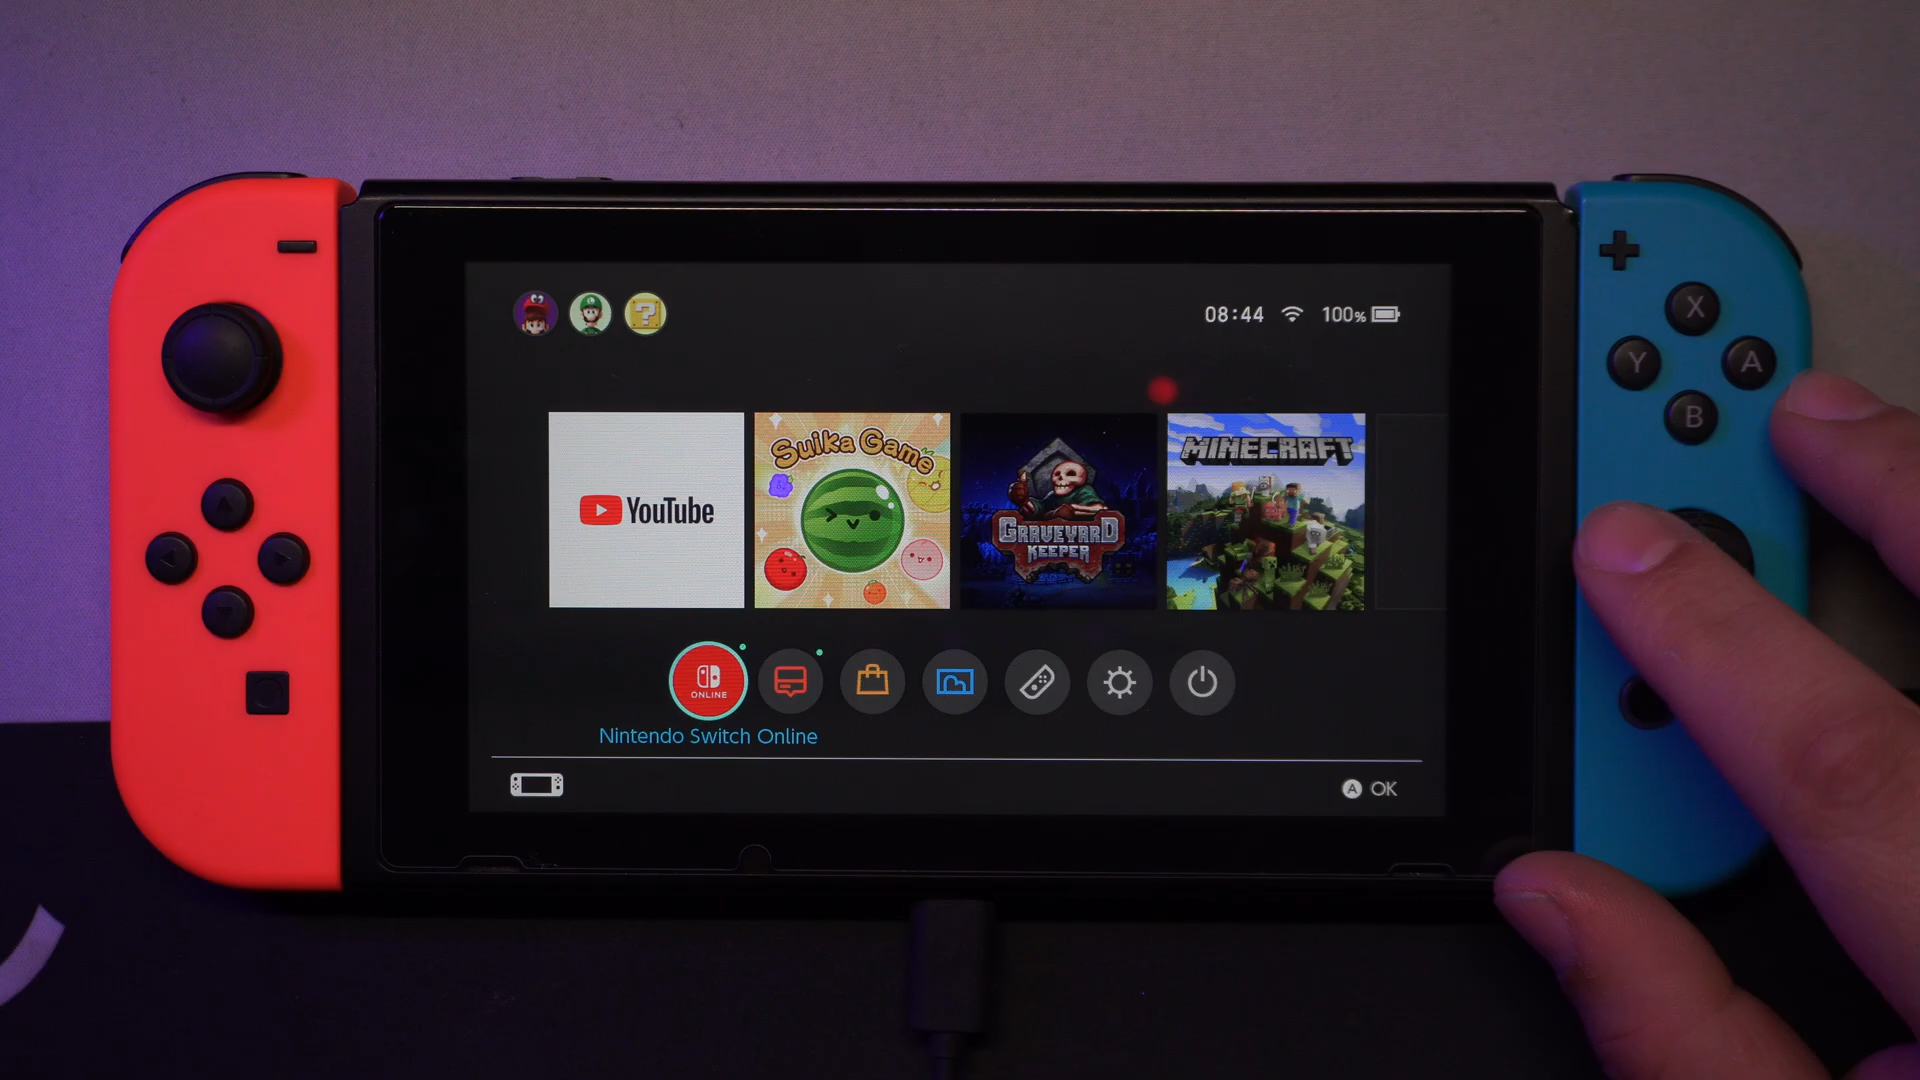 08:44 100%
X
Y A
B
YouTube
Suika Game
GRAVEYARD
KEEPER
MINECRAFT
ONLINE
Nintendo Switch Online
A OK